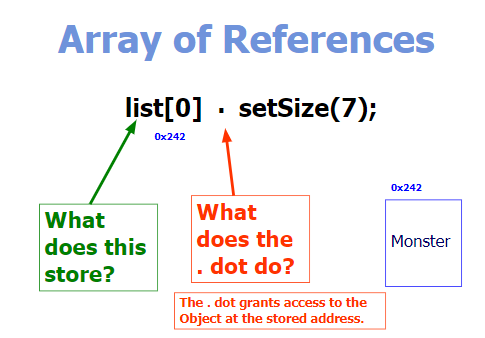 Array of References
list[0] . setSize(7);
0x242
What
does this
store?
What
does the
. dot do?
The . dot grants access to the
Object at the stored address.
0x242
Monster